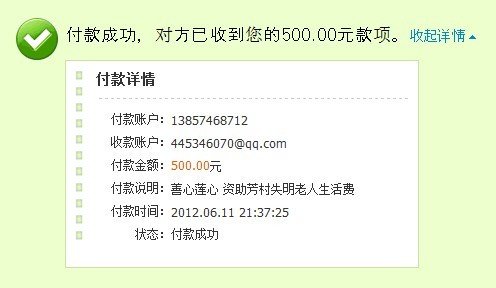 付款成功，对方已收到您的500.00元款项。收起详情
付款详情
付款账户：13857468712
收款账户：445346070@qq.com
付款金额：500.00元
付款说明：善心莲心 资助芳村失明老人生活费
付款时间：2012.06.11 21:37:25
状态：付款成功